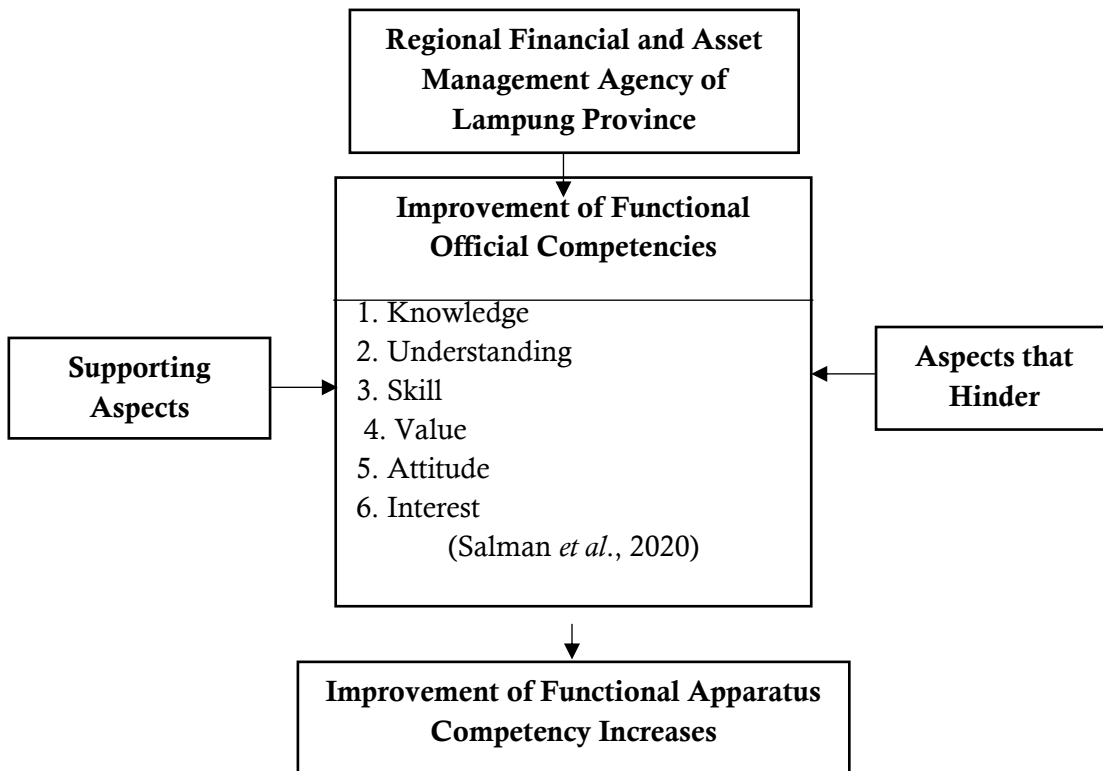 Regional Financial and Asset
Management Agency of
Lampung Province
Improvement of Functional
Official Competencies
1. Knowledge
2. Understanding
3. Skill
4. Value
5. Attitude
6. Interest
(Salman et al., 2020)
Supporting
Aspects
Aspects that
Hinder
Improvement of Functional Apparatus
Competency Increases